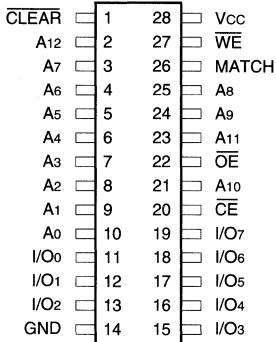 CLEAR 1 28 Vcc
A12 2 27 WE
A7 3 26 MATCH
A6 4 25 A8
A5 5 24 A9
A4 6 23 A11
A3 7 22 OE
A2 8 21 A10
A1 9 20 CE
A0 10 19 I/O7
I/O0 11 18 I/O6
I/O1 12 17 I/O5
I/O2 13 16 I/O4
GND 14 15 I/O3